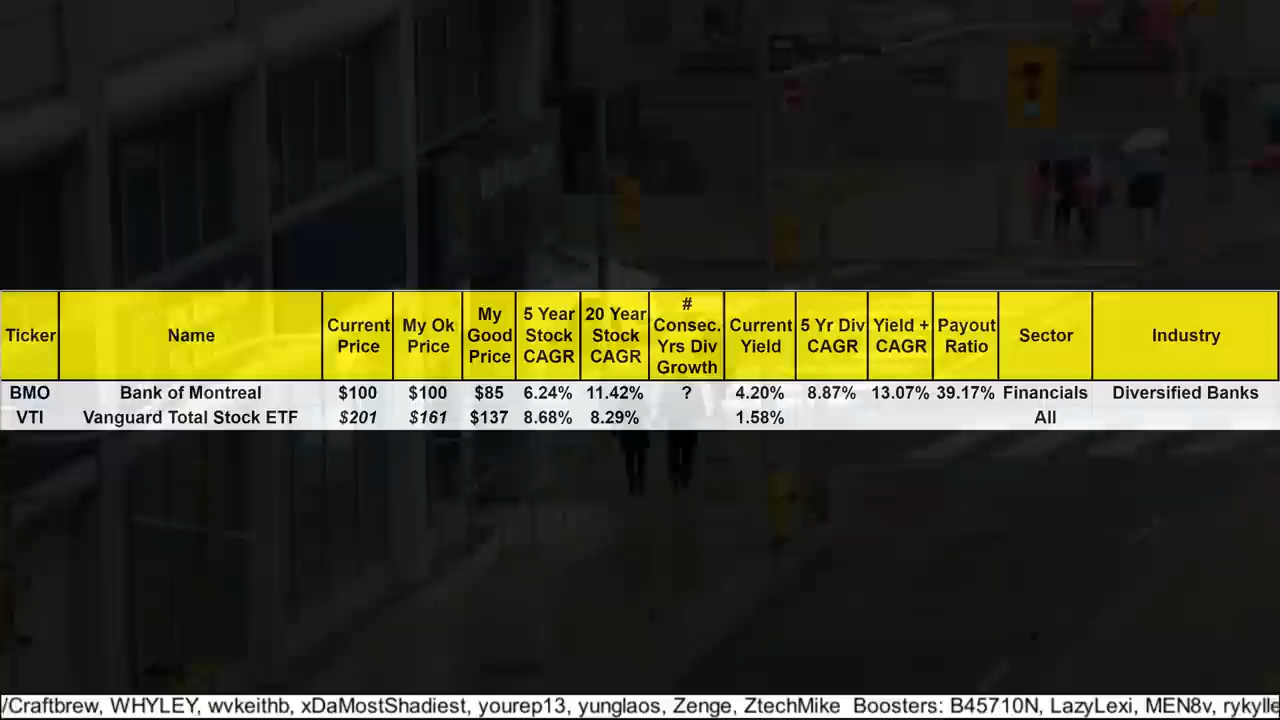 Ticker Name Current Price My Ok Price My Good Price 5 Year Stock CAGR 20 Year Stock CAGR # Consec. Yrs Div Growth Current Yield 5 Yr Div CAGR Yield + CAGR Payout Ratio Sector Industry
BMO Bank of Montreal $100 $100 $85 6.24% 11.42% ? 4.20% 8.87% 13.07% 39.17% Financials Diversified Banks
VTI Vanguard Total Stock ETF $201 $161 $137 8.68% 8.29% 1.58% All
/Craftbrew, WHYLEY, wvkeithb, xDaMostShadiest, yourep13, yunglaos, Zenge, ZtechMike Boosters: B45710N, LazyLexi, MEN8v, rykylle